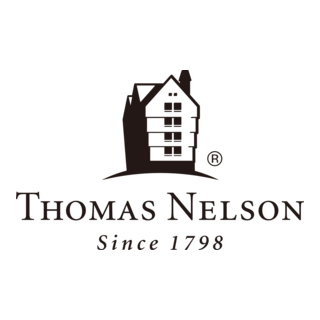 ®
THOMAS NELSON
Since 1798